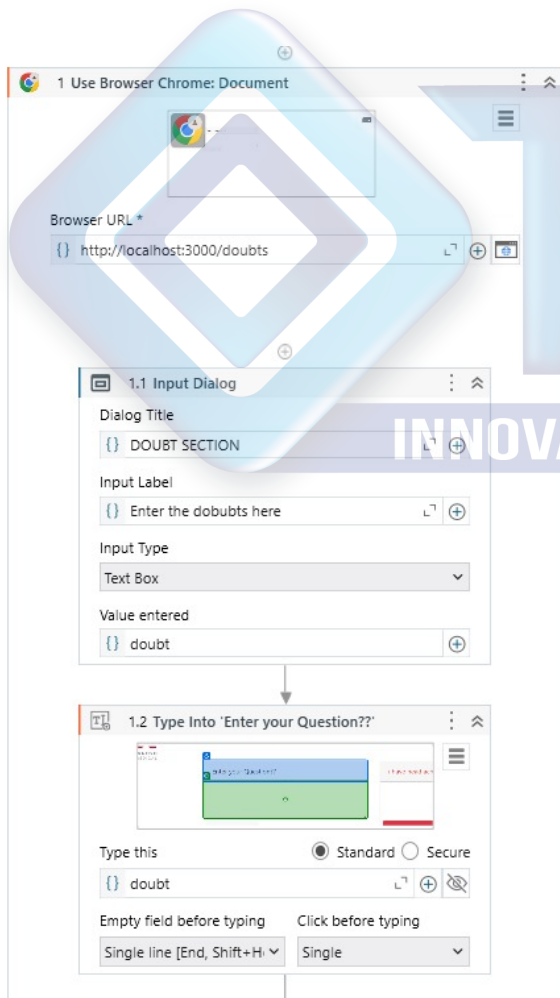 1 Use Browser Chrome: Document
Browser URL *
{} http://localhost:3000/doubts
1.1 Input Dialog
Dialog Title
{} DOUBT SECTION
INNOVA
Input Label
{} Enter the dobubts here
Input Type
Text Box
Value entered
{} doubt
1.2 Type Into 'Enter your Question??'
Enter your Question??
Type this Standard Secure
{} doubt
Empty field before typing Click before typing
Single line [End, Shift+H Single